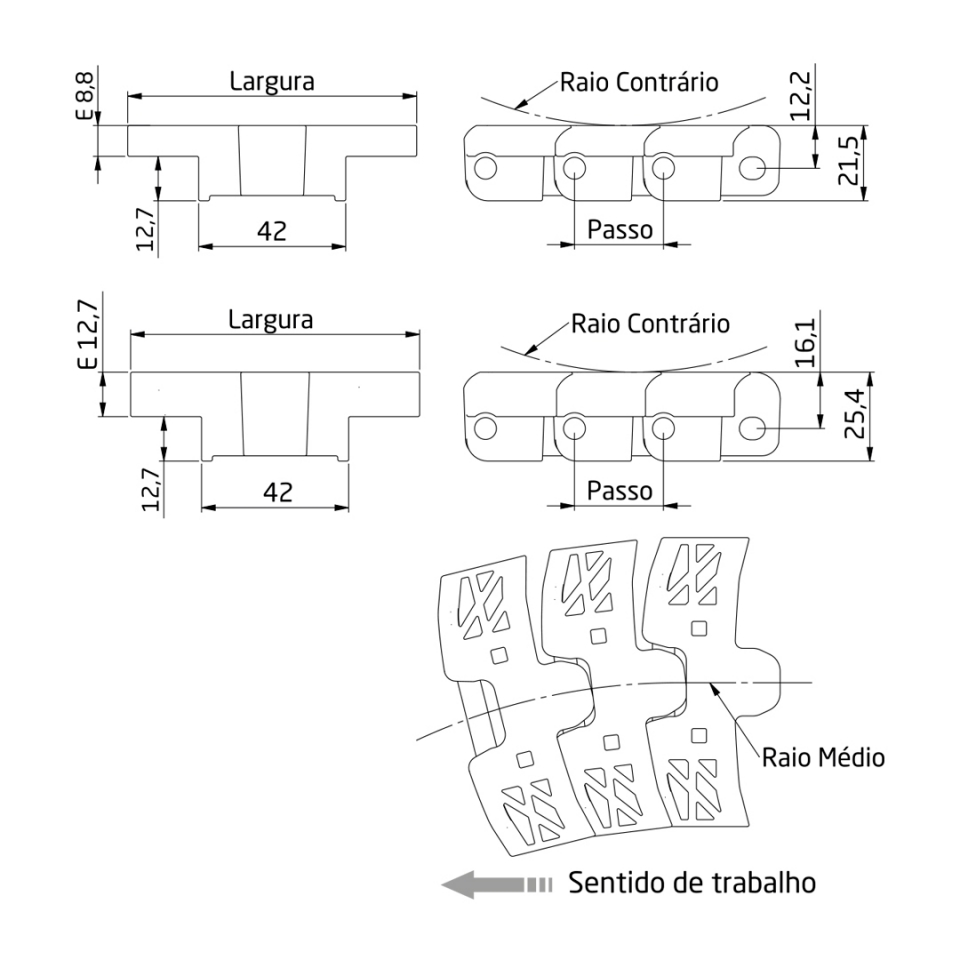 E 8,8
Largura
Raio Contrário
12,2
21,5
12,7
42
Passo
E 12,7
Largura
Raio Contrário
16,1
25,4
12,7
42
Passo
Raio Médio
Sentido de trabalho